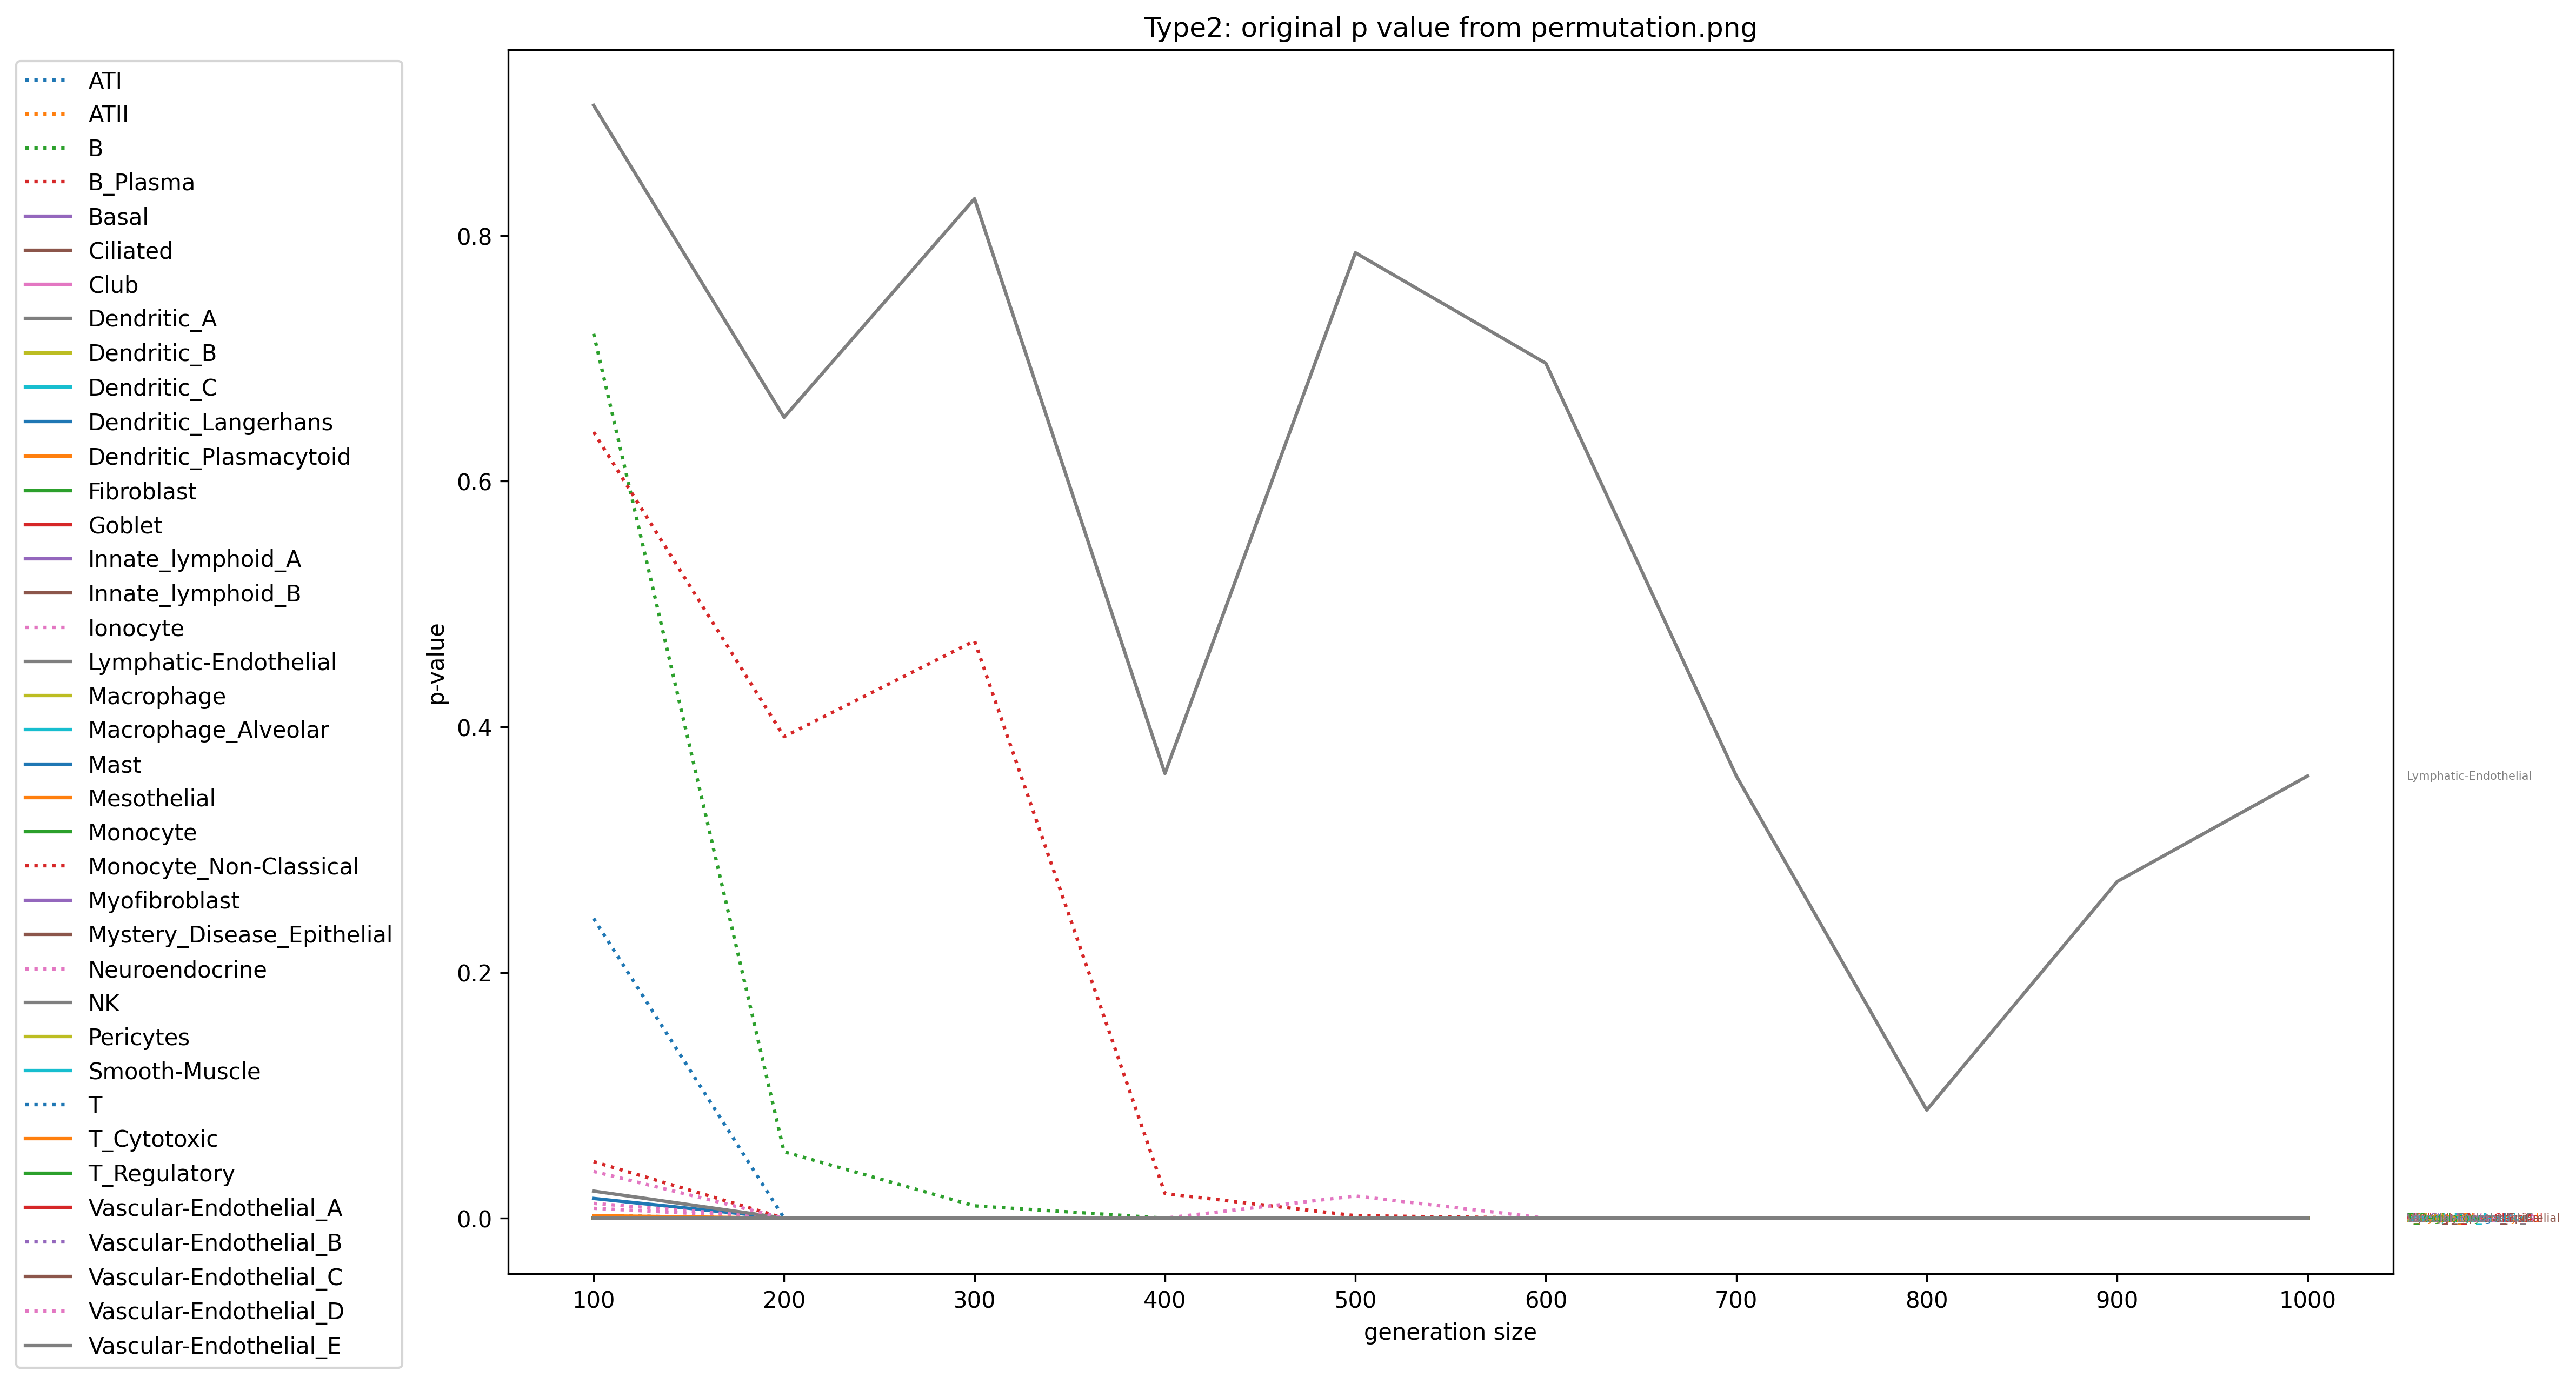 Type2: original p value from permutation.png
ATI
ATII
B
B_Plasma
Basal
Ciliated
Club
Dendritic_A
Dendritic_B
Dendritic_C
Dendritic_Langerhans
Dendritic_Plasmacytoid
Fibroblast
Goblet
Innate_lymphoid_A
Innate_lymphoid_B
Ionocyte
Lymphatic-Endothelial
Macrophage
Macrophage_Alveolar
Mast
Mesothelial
Monocyte
Monocyte_Non-Classical
Myofibroblast
Mystery_Disease_Epithelial
Neuroendocrine
NK
Pericytes
Smooth-Muscle
T
T_Cytotoxic
T_Regulatory
Vascular-Endothelial_A
Vascular-Endothelial_B
Vascular-Endothelial_C
Vascular-Endothelial_D
Vascular-Endothelial_E
p-value
0.8
0.6
0.4
0.2
0.0
100 200 300 400 500 600 700 800 900 1000
generation size
Lymphatic-Endothelial